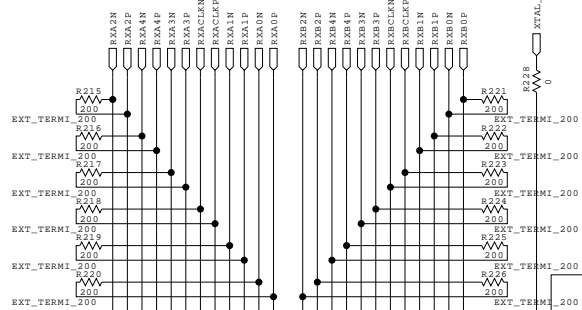 RXA2N
RXA2P
RXA4N
RXA4P
RXA3N
RXA3P
RXACLKN
RXACLKP
RXA1N
RXA1P
RXA0N
RXA0P
RXB2N
RXB2P
RXB4N
RXB4P
RXB3N
RXB3P
RXBCLKN
RXBCLKP
RXB1N
RXB1P
RXB0N
RXB0P
XTAL_
R228
0
R215
200
EXT_TERMI_200
R216
200
EXT_TERMI_200
R217
200
EXT_TERMI_200
R218
200
EXT_TERMI_200
R219
200
EXT_TERMI_200
R220
200
EXT_TERMI_200
R221
200
EXT_TERMI_200
R222
200
EXT_TERMI_200
R223
200
EXT_TERMI_200
R224
200
EXT_TERMI_200
R225
200
EXT_TERMI_200
R226
200
EXT_TERMI_200